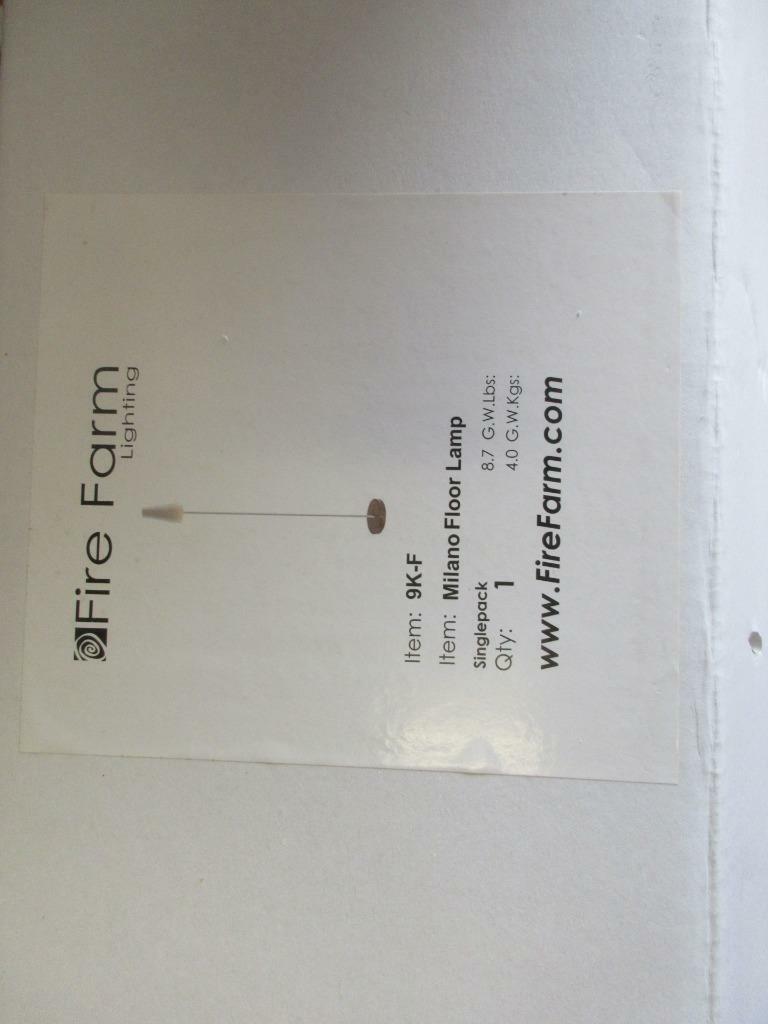 Fire Farm
Lighting
Item: 9K-F
Item: Milano Floor Lamp
Singlepack 8.7 G.W.Lbs:
Qty: 1 4.0 G.W.Kgs:
www.FireFarm.com